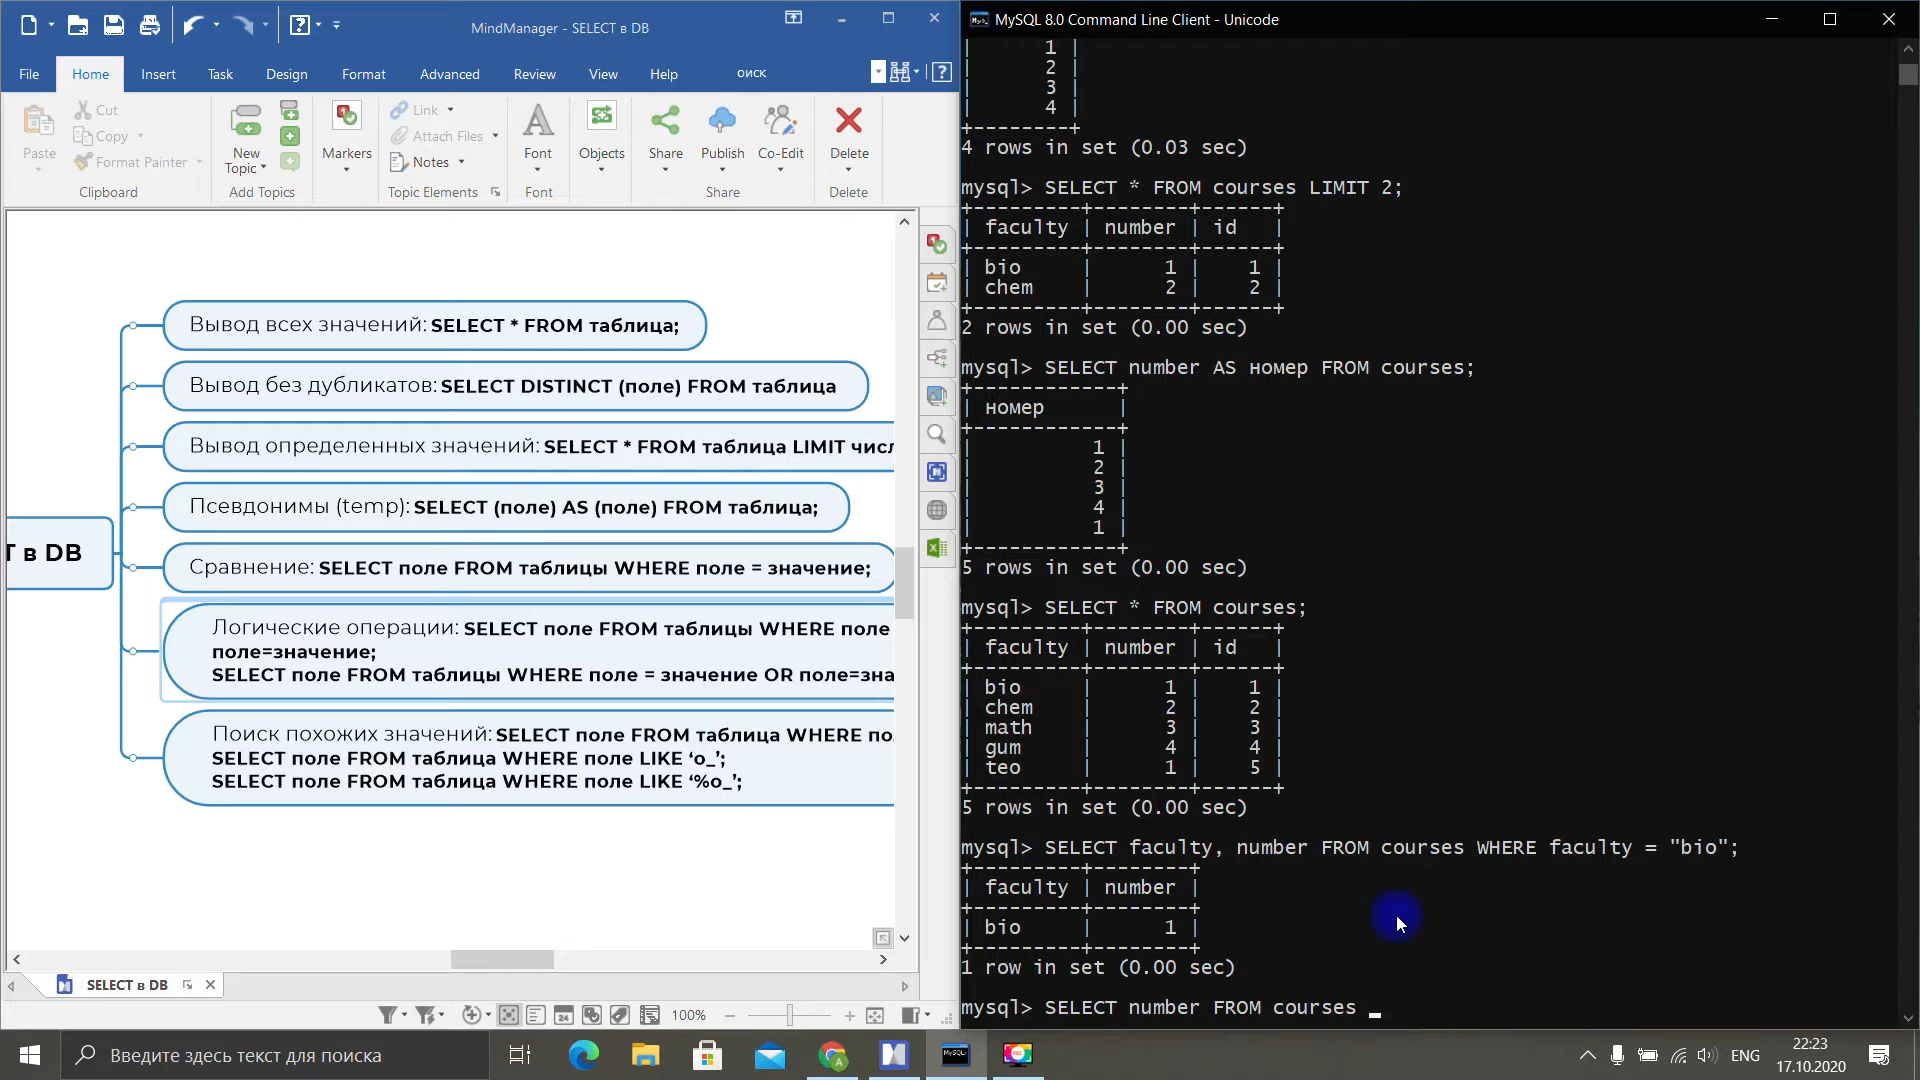 MindManager - SELECT в DB
File Home Insert Task Design Format Advanced Review View Help оиск
Paste
Cut
Copy
Format Painter
Clipboard
New Topic
Add Topics
Markers
Link
Attach Files
Notes
Topic Elements
Font
Font
Objects
Share
Publish
Co-Edit
Share
Delete
Delete
Вывод всех значений: SELECT * FROM таблица;
Вывод без дубликатов: SELECT DISTINCT (поле) FROM таблица
Вывод определенных значений: SELECT * FROM таблица LIMIT числ
Псевдонимы (temp): SELECT (поле) AS (поле) FROM таблица;
Т в DB
Сравнение: SELECT поле FROM таблицы WHERE поле = значение;
Логические операции: SELECT поле FROM таблицы WHERE поле
поле=значение;
SELECT поле FROM таблицы WHERE поле = значение OR поле=зна
Поиск похожих значений: SELECT поле FROM таблица WHERE по
SELECT поле FROM таблица WHERE поле LIKE ‘о_’;
SELECT поле FROM таблица WHERE поле LIKE ‘%о_’;
SELECT в DB
100%
MySQL 8.0 Command Line Client - Unicode
| 1 |
| 2 |
| 3 |
| 4 |
+--------+
4 rows in set (0.03 sec)
mysql> SELECT * FROM courses LIMIT 2;
+---------+--------+------+
| faculty | number | id |
+---------+--------+------+
| bio | 1 | 1 |
| chem | 2 | 2 |
+---------+--------+------+
2 rows in set (0.00 sec)
mysql> SELECT number AS номер FROM courses;
+------------+
| номер |
+------------+
| 1 |
| 2 |
| 3 |
| 4 |
| 1 |
+------------+
5 rows in set (0.00 sec)
mysql> SELECT * FROM courses;
+---------+--------+------+
| faculty | number | id |
+---------+--------+------+
| bio | 1 | 1 |
| chem | 2 | 2 |
| math | 3 | 3 |
| gum | 4 | 4 |
| teo | 1 | 5 |
+---------+--------+------+
5 rows in set (0.00 sec)
mysql> SELECT faculty, number FROM courses WHERE faculty = "bio";
+---------+--------+
| faculty | number |
+---------+--------+
| bio | 1 |
+---------+--------+
1 row in set (0.00 sec)
mysql> SELECT number FROM courses _
Введите здесь текст для поиска
ENG
22:23
17.10.2020